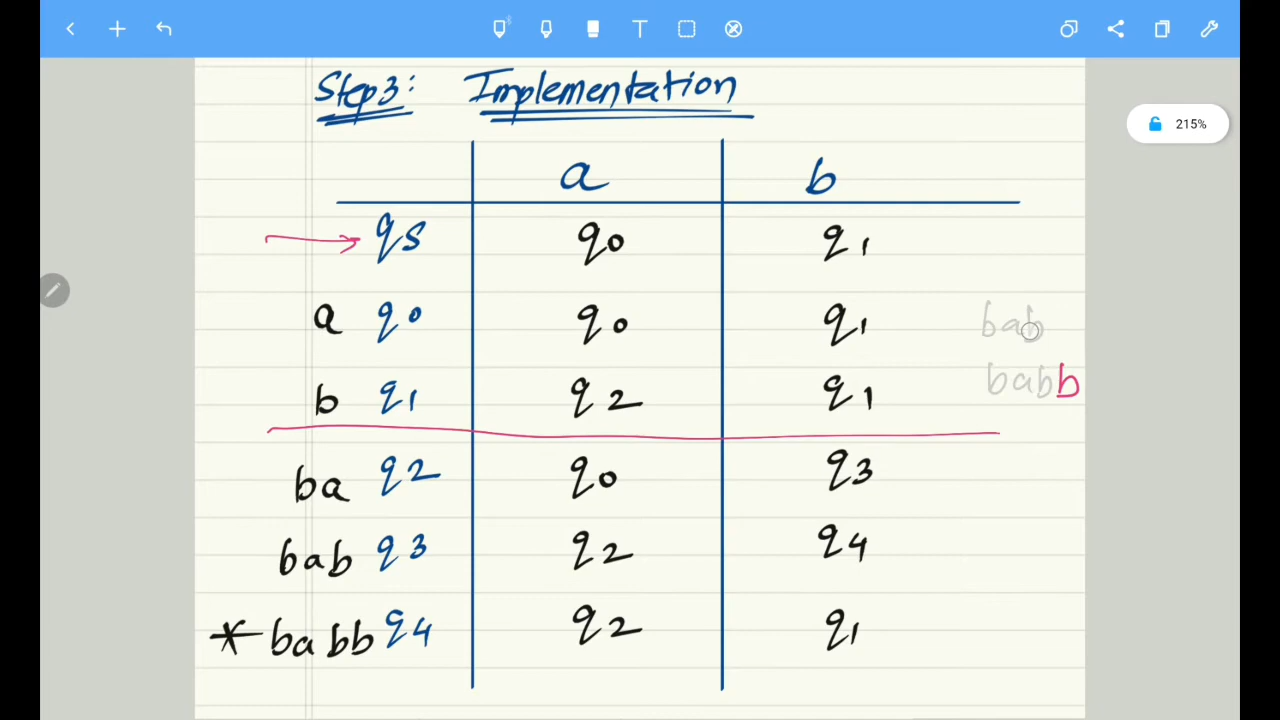 215%
Step3: Implementation
a b
qs q0 q1
a q0 q0 q1
bab
b q1 q2 q1
babb
ba q2 q0 q3
bab q3 q2 q4
*babb q4 q2 q1